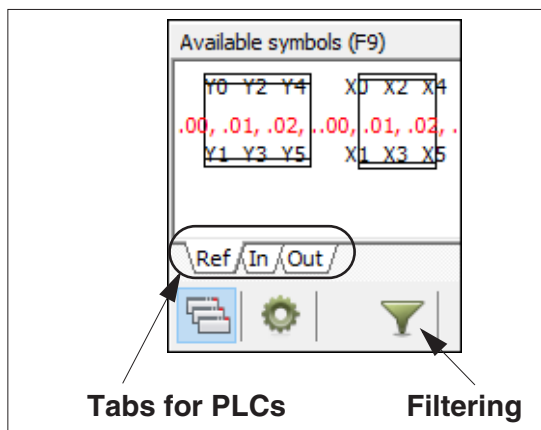 Available symbols (F9)
Y0 Y2 Y4 X0 X2 X4
.00, .01, .02, ..00, .01, .02, .
Y1 Y3 Y5 X1 X3 X5
Ref In Out
Tabs for PLCs Filtering